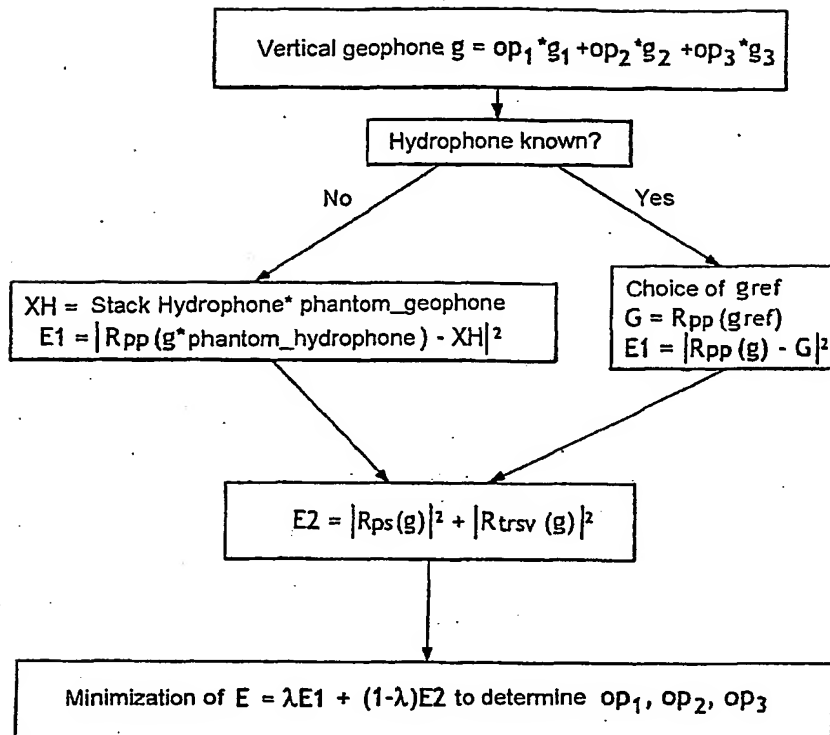 Vertical geophone g = op₁*g₁ +op₂*g₂ +op₃*g₃
Hydrophone known?
No
Yes
XH = Stack Hydrophone* phantom_geophone
E1 = |Rpp(g*phantom_hydrophone) - XH|²
Choice of gref
G = Rpp(gref)
E1 = |Rpp(g) - G|²
E2 = |Rps(g)|² + |Rtrsv (g)|²
Minimization of E = λE1 + (1-λ)E2 to determine op₁, op₂, op₃